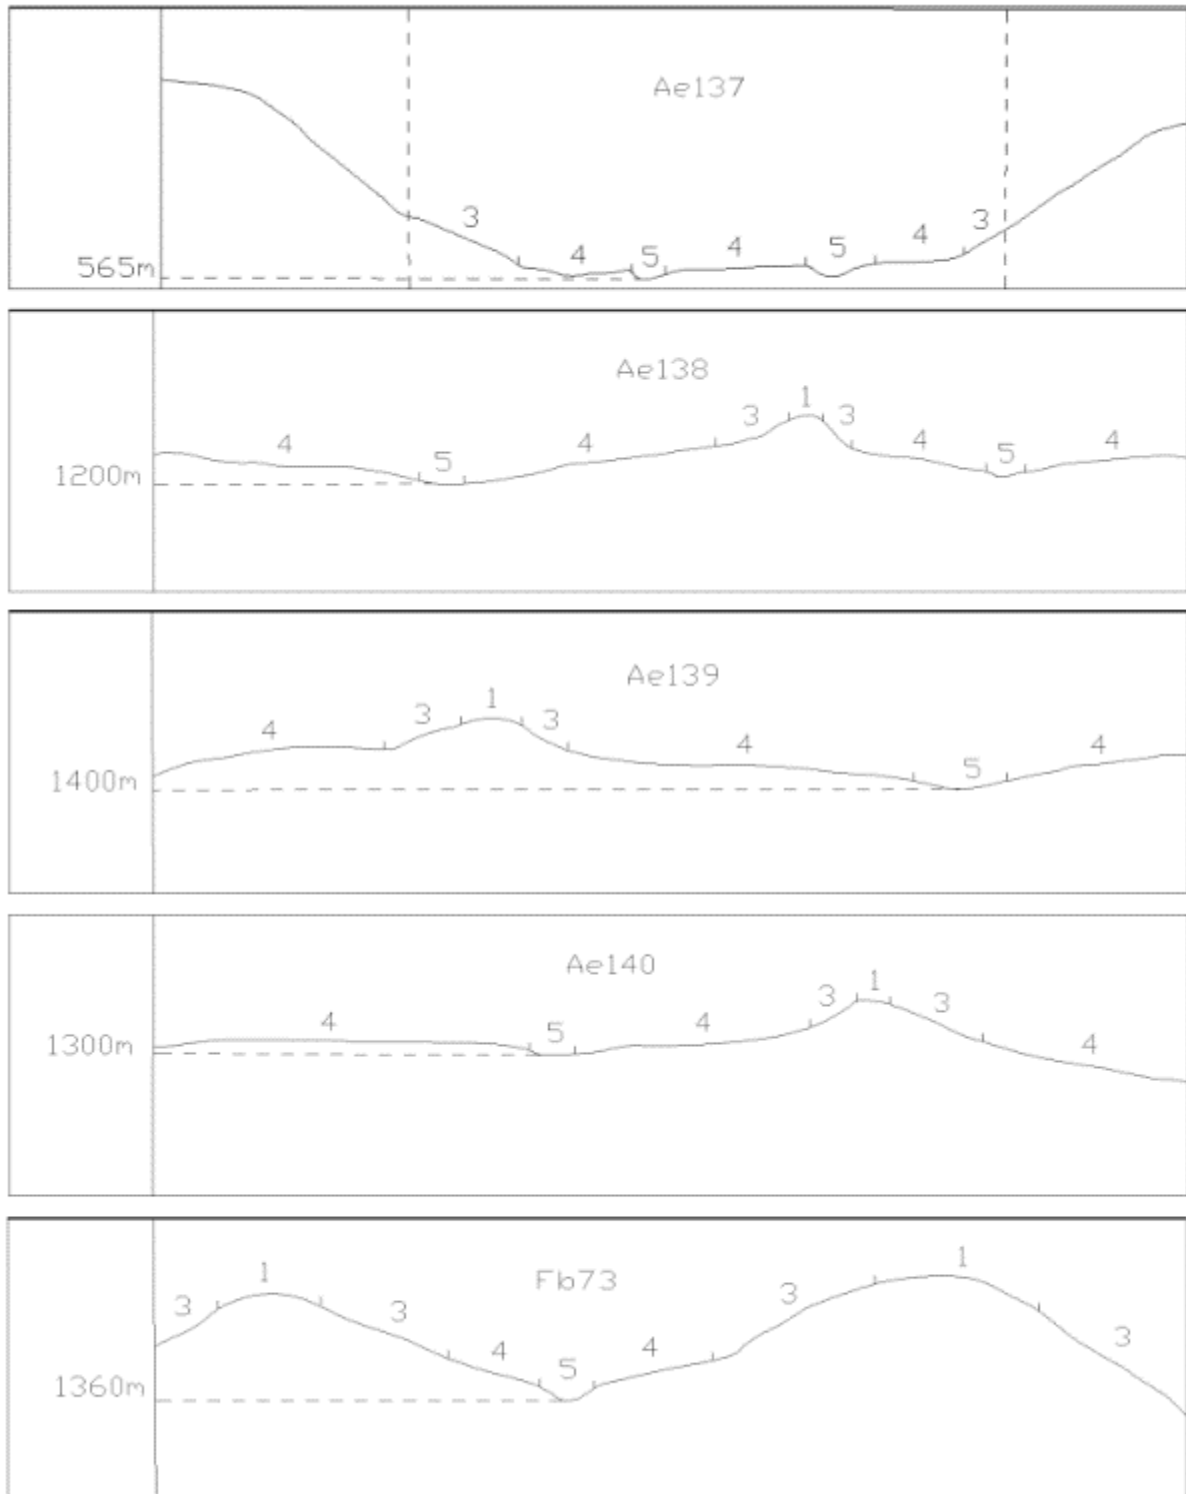 Ae137
3 4 5 4 5 4 3
565m
Ae138
4 5 4 3 1 3 4 5 4
1200m
Ae139
4 3 1 3 4 5 4
1400m
Ae140
4 5 4 3 1 3 4
1300m
Fb73
3 1 3 4 5 4 3 1 3
1360m